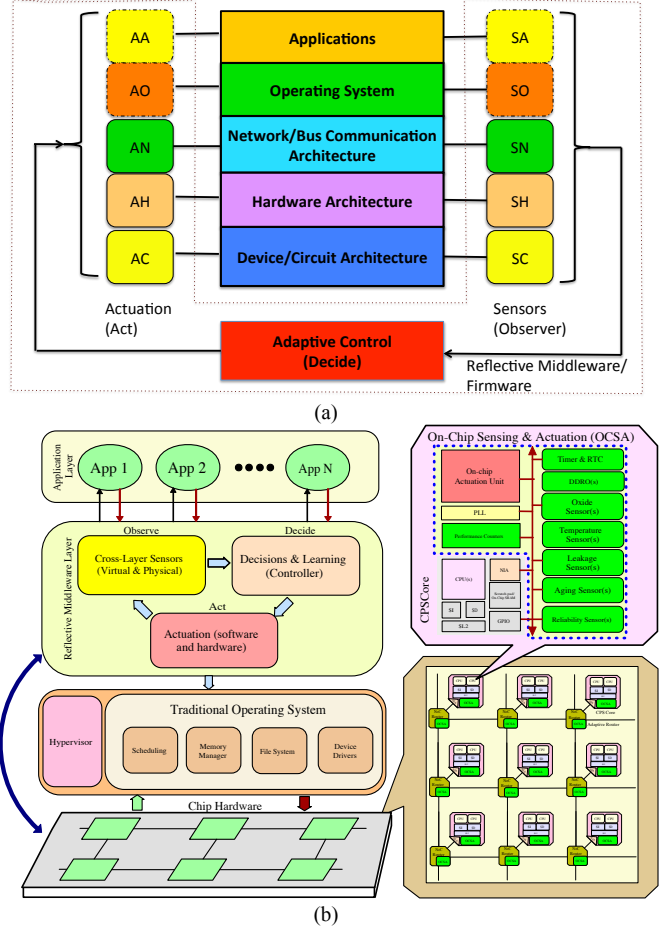 AA
Applications
SA
AO
Operating System
SO
AN
Network/Bus Communication
Architecture
SN
AH
Hardware Architecture
SH
AC
Device/Circuit Architecture
SC
Actuation
(Act)
Sensors
(Observer)
Adaptive Control
(Decide)
Reflective Middleware/
Firmware
(a)
Application
Layer
App 1
App 2
App N
Reflective Middleware Layer
Observe
Decide
Cross-Layer Sensors
(Virtual & Physical)
Decisions & Learning
(Controller)
Act
Actuation (software
and hardware)
Hypervisor
Traditional Operating System
Scheduling
Memory
Manager
File System
Device
Drivers
Chip Hardware
On-Chip Sensing & Actuation (OCSA)
CPSCore
On-chip
Actuation Unit
PLL
Performance Counters
CPU(s)
NIA
SI
SD
SL2
GPIO
Timer & RTC
DDRO(s)
Oxide
Sensor(s)
Temperature
Sensor(s)
Leakage
Sensor(s)
Aging Sensor(s)
Reliability Sensor(s)
CPSCore
Adaptive Router
(b)